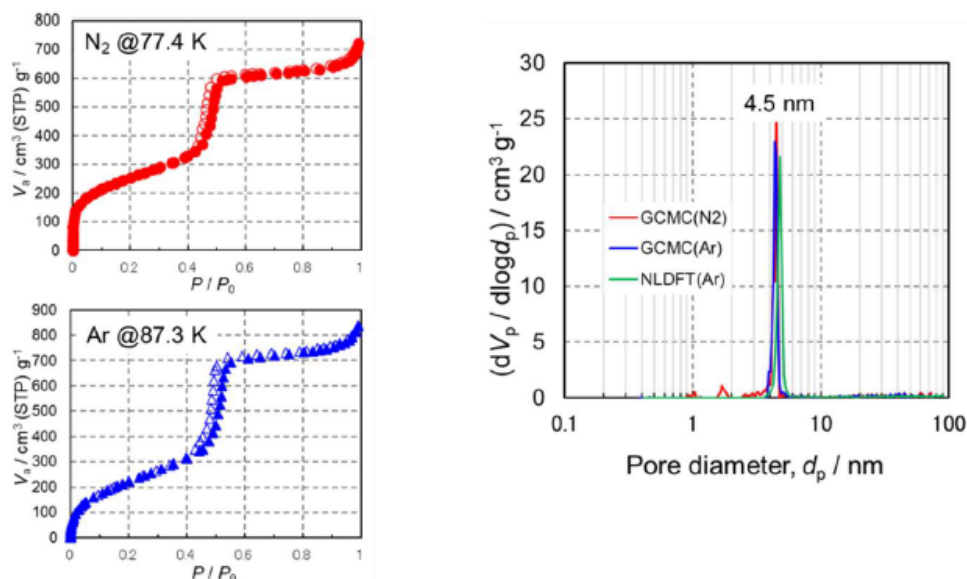 N₂ @77.4 K
Vₐ / cm³ (STP) g⁻¹
800
700
600
500
400
300
200
100
0
0 0.2 0.4 0.6 0.8 1
P / P₀
Ar @87.3 K
Vₐ / cm³ (STP) g⁻¹
900
800
700
600
500
400
300
200
100
0
0 0.2 0.4 0.6 0.8 1
P / P₀
4.5 nm
GCMC(N2)
GCMC(Ar)
NLDFT(Ar)
(dVₚ / dlogdₚ) / cm³ g⁻¹
30
25
20
15
10
5
0
0.1 1 10 100
Pore diameter, dₚ / nm